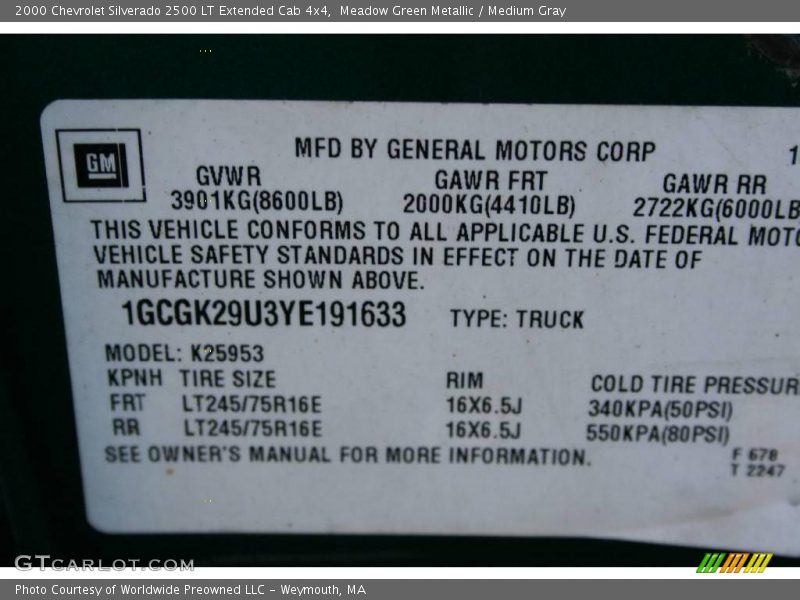 2000 Chevrolet Silverado 2500 LT Extended Cab 4x4, Meadow Green Metallic / Medium Gray
GM
MFD BY GENERAL MOTORS CORP
GVWR GAWR FRT GAWR RR
3901KG(8600LB) 2000KG(4410LB) 2722KG(6000LB
THIS VEHICLE CONFORMS TO ALL APPLICABLE U.S. FEDERAL MOTO
VEHICLE SAFETY STANDARDS IN EFFECT ON THE DATE OF
MANUFACTURE SHOWN ABOVE.
1GCGK29U3YE191633 TYPE: TRUCK
MODEL: K25953
KPNH TIRE SIZE RIM COLD TIRE PRESSUR
FRT LT245/75R16E 16X6.5J 340KPA(50PSI)
RR LT245/75R16E 16X6.5J 550KPA(80PSI)
SEE OWNER'S MANUAL FOR MORE INFORMATION.
F 678
T 2247
GTCARLOT.COM
Photo Courtesy of Worldwide Preowned LLC - Weymouth, MA